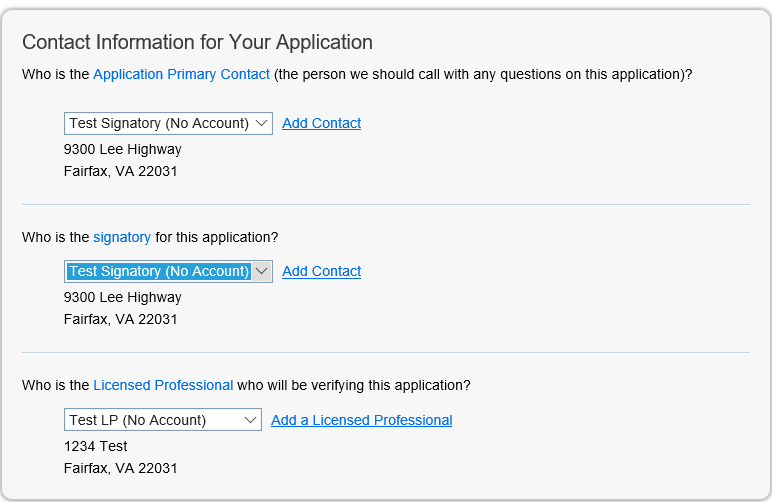 Contact Information for Your Application
Who is the Application Primary Contact (the person we should call with any questions on this application)?
Test Signatory (No Account) Add Contact
9300 Lee Highway
Fairfax, VA 22031
Who is the signatory for this application?
Test Signatory (No Account) Add Contact
9300 Lee Highway
Fairfax, VA 22031
Who is the Licensed Professional who will be verifying this application?
Test LP (No Account) Add a Licensed Professional
1234 Test
Fairfax, VA 22031